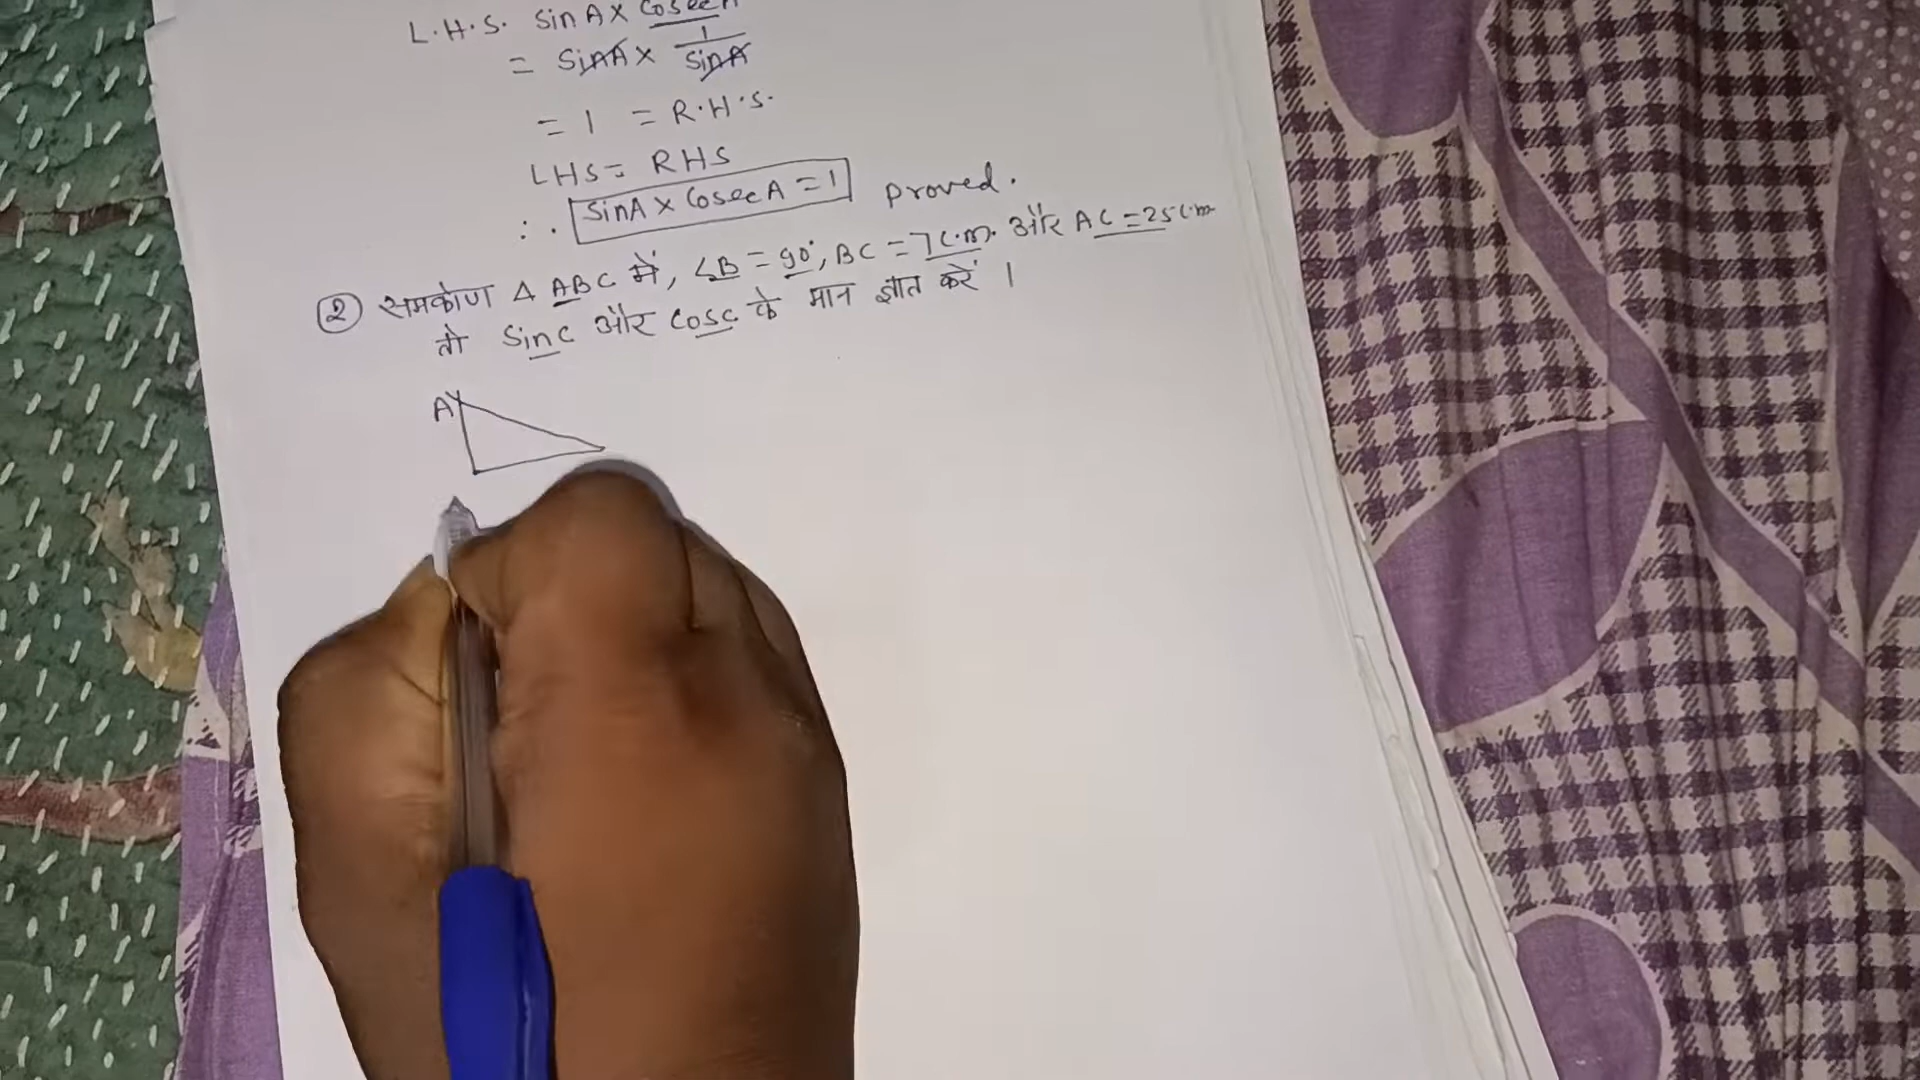 L.H.S. sin A x cosec A
= sinA x 1/sinA
= 1 = R.H.S.
LHS = RHS
∴ sinA x cosecA = 1 proved.
② समकोण Δ ABC में, ∠B = 90°, BC = 7 c.m. और AC = 25 c.m
तो sinc और cosc के मान ज्ञात करें ।
A